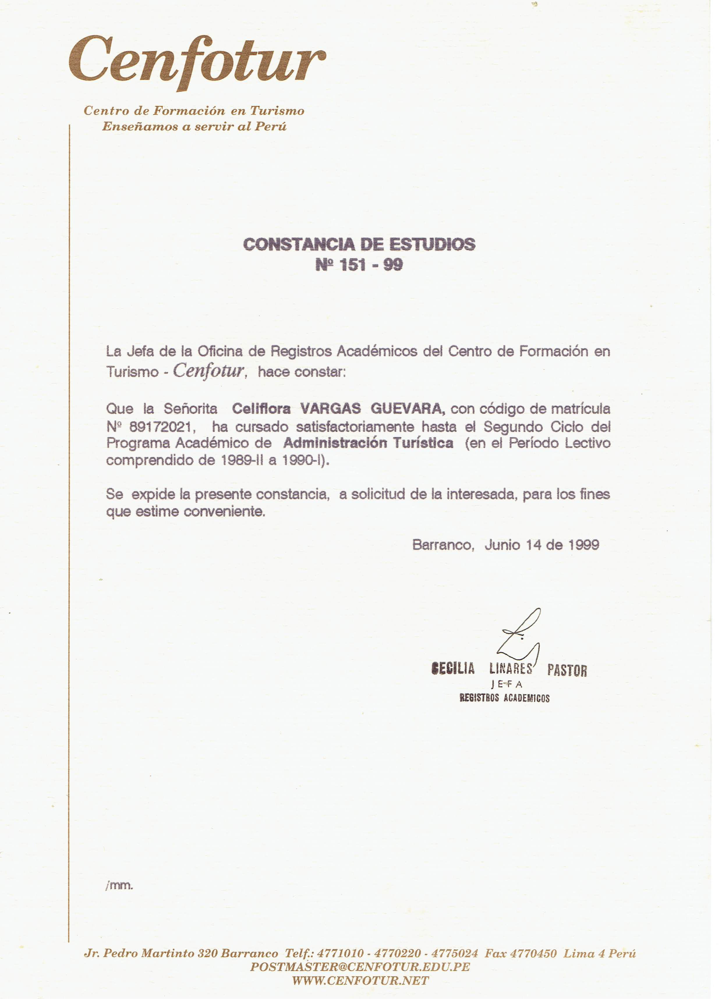 Cenfotur
Centro de Formación en Turismo
Enseñamos a servir al Perú
CONSTANCIA DE ESTUDIOS
Nº 151 - 99
La Jefa de la Oficina de Registros Académicos del Centro de Formación en
Turismo - Cenfotur, hace constar:
Que la Señorita Celiflora VARGAS GUEVARA, con código de matrícula
Nº 89172021, ha cursado satisfactoriamente hasta el Segundo Ciclo del
Programa Académico de Administración Turística (en el Período Lectivo
comprendido de 1989-II a 1990-I).
Se expide la presente constancia, a solicitud de la interesada, para los fines
que estime conveniente.
Barranco, Junio 14 de 1999
CECILIA LINARES PASTOR
JEFA
REGISTROS ACADEMICOS
/mm.
Jr. Pedro Martinto 320 Barranco Telf.: 4771010 - 4770220 - 4775024 Fax 4770450 Lima 4 Perú
POSTMASTER@CENFOTUR.EDU.PE
WWW.CENFOTUR.NET